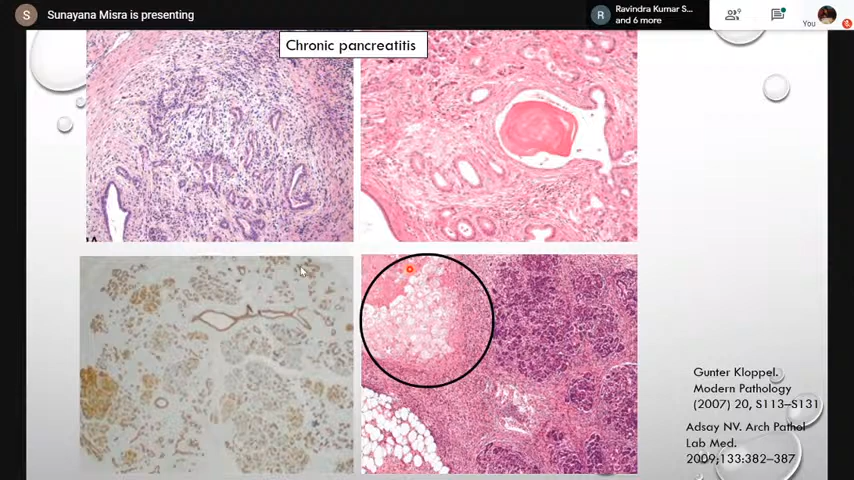 S Sunayana Misra is presenting
R Ravindra Kumar S...
and 6 more
9
You
Chronic pancreatitis
Gunter Kloppel.
Modern Pathology
(2007) 20, S113–S131
Adsay NV. Arch Pathol
Lab Med.
2009;133:382–387